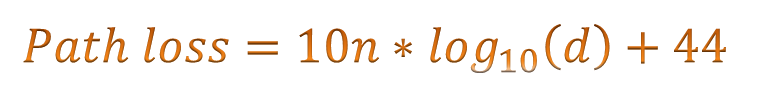 Path loss = 10n * log₁₀(d) + 44